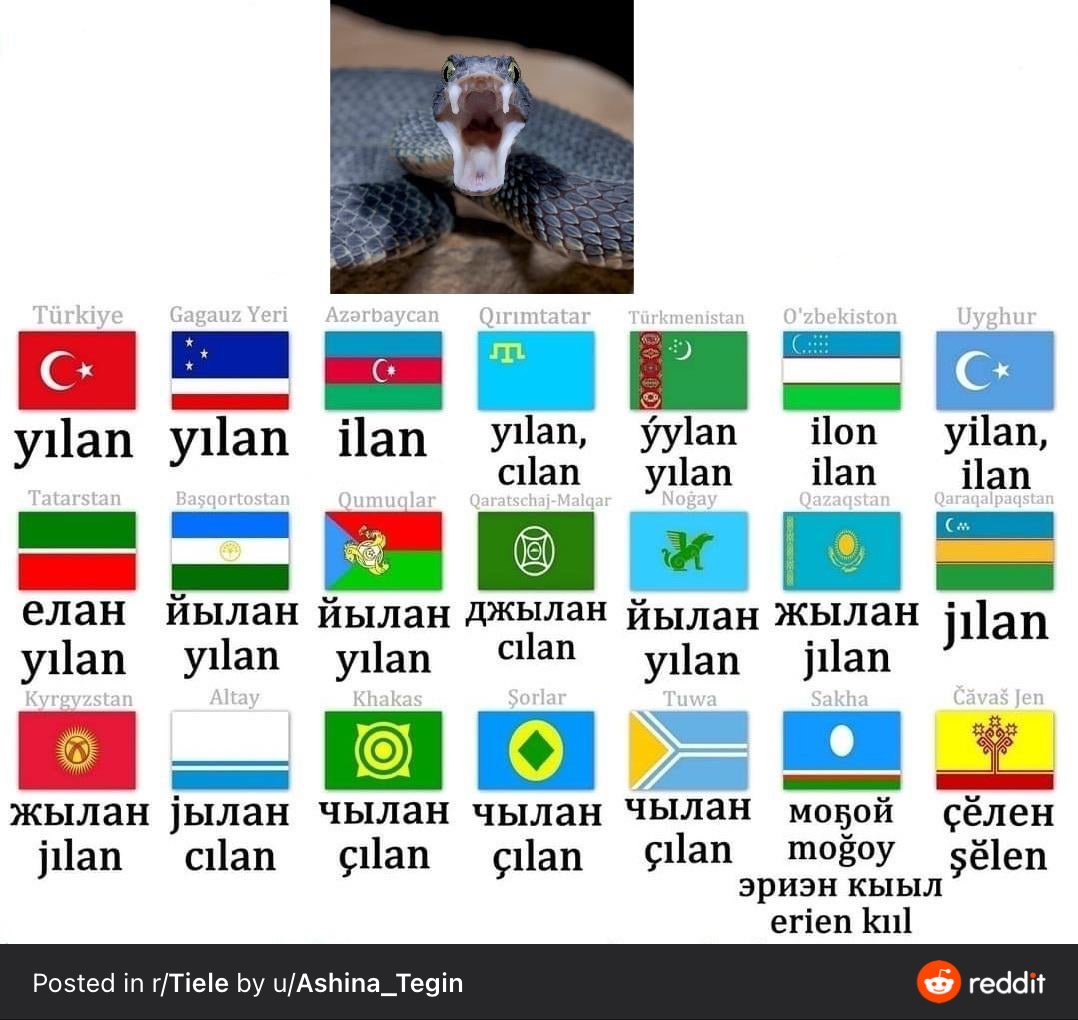 Türkiye
yılan
Gagauz Yeri
yılan
Azərbaycan
ilan
Qırımtatar
yılan,
cılan
Türkmenistan
ýylan
yılan
O'zbekiston
ilon
ilan
Uyghur
yilan,
ilan
Tatarstan
елан
yılan
Başqortostan
йылан
yılan
Qumuqlar
йылан
yılan
Qaratschaj-Malqar
джылан
cılan
Noğay
йылан
yılan
Qazaqstan
жылан
jılan
Qaraqalpaqstan
jılan
Kyrgyzstan
жылан
jılan
Altay
јылан
cılan
Khakas
чылан
çılan
Şorlar
чылан
çılan
Tuwa
чылан
çılan
Sakha
моҕой
moğoy
эриэн кыыл
erien kııl
Čăvaš Jen
ҫӗлен
şĕlen
Posted in r/Tiele by u/Ashina_Tegin
reddit